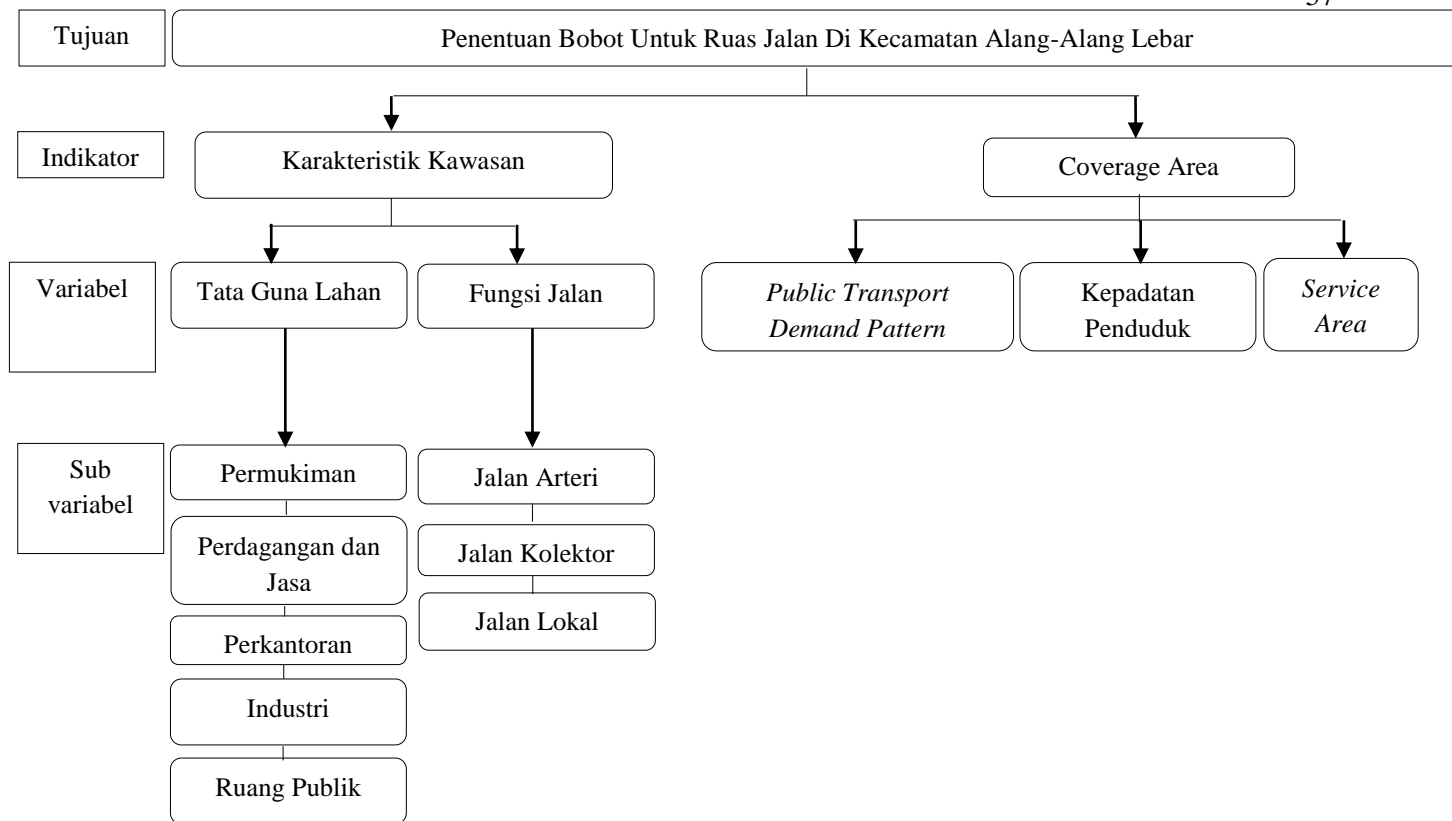 Tujuan
Penentuan Bobot Untuk Ruas Jalan Di Kecamatan Alang-Alang Lebar
Indikator
Karakteristik Kawasan
Coverage Area
Variabel
Tata Guna Lahan
Fungsi Jalan
Public Transport
Demand Pattern
Kepadatan
Penduduk
Service
Area
Sub
variabel
Permukiman
Jalan Arteri
Perdagangan dan
Jasa
Jalan Kolektor
Jalan Lokal
Perkantoran
Industri
Ruang Publik